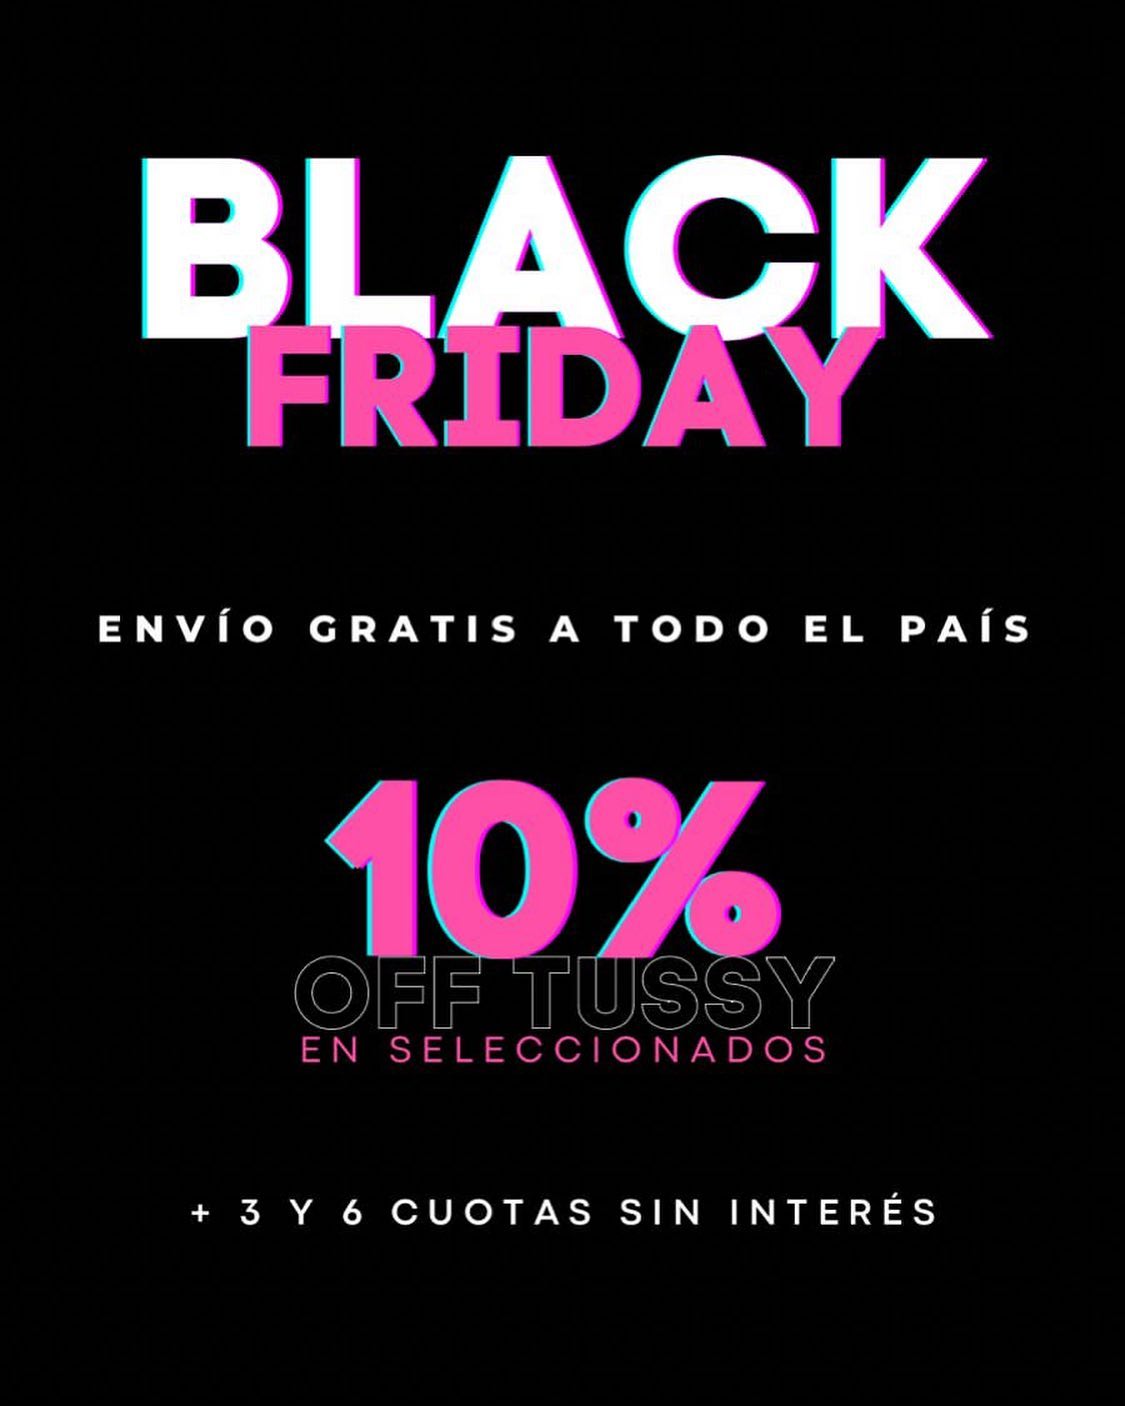 BLACK
FRIDAY
ENVÍO GRATIS A TODO EL PAÍS
10%
OFF TUSSY
EN SELECCIONADOS
+ 3 Y 6 CUOTAS SIN INTERÉS